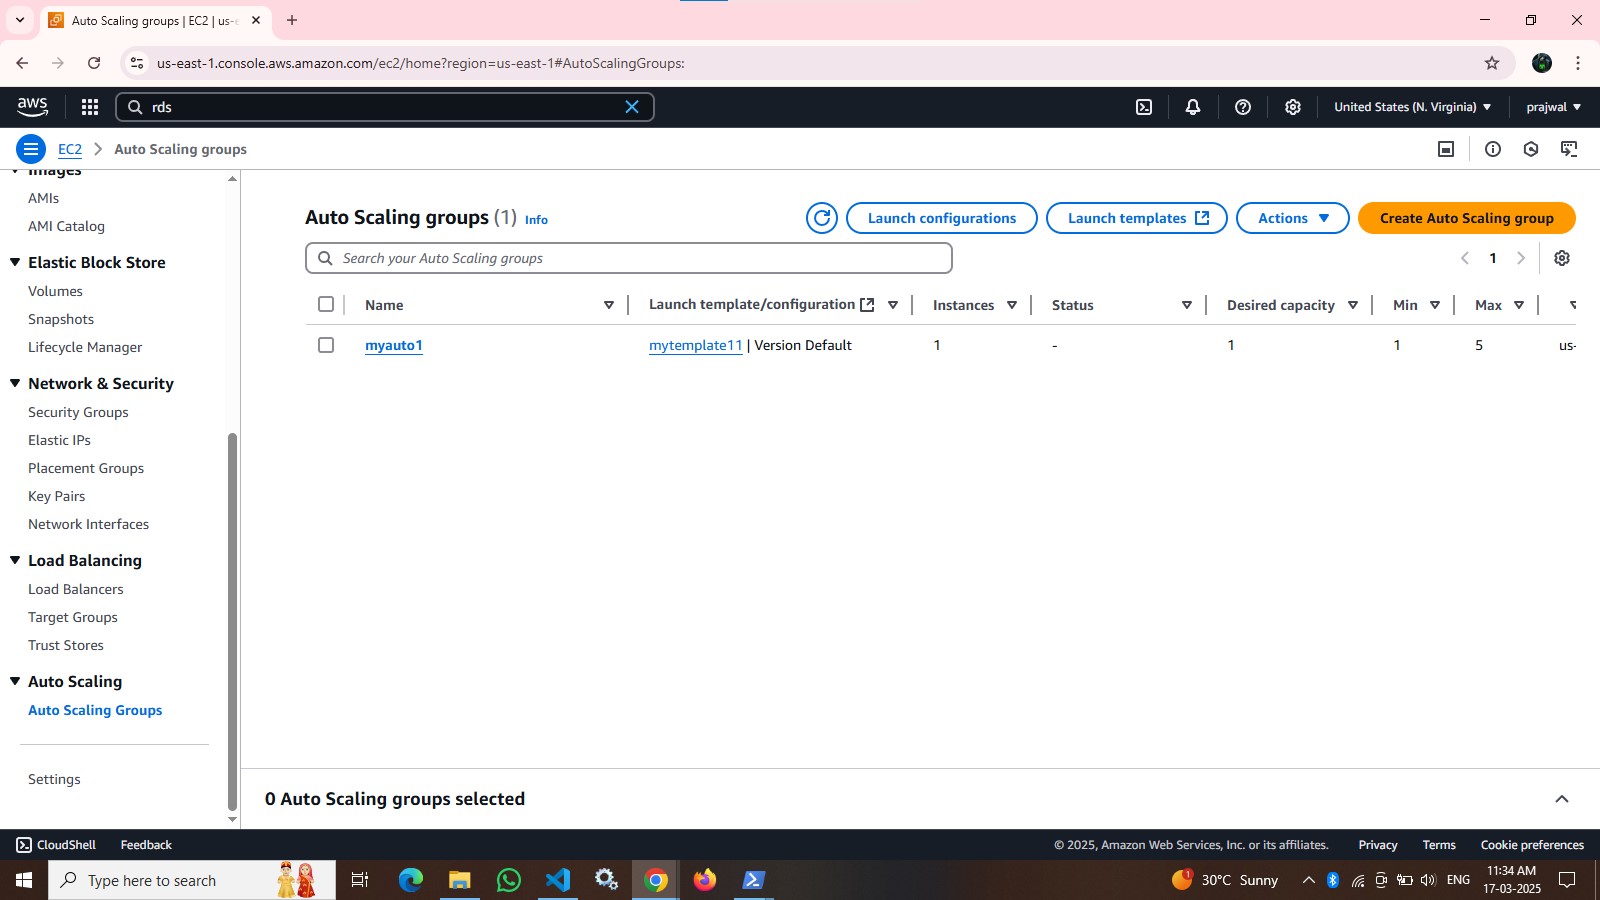 Auto Scaling groups | EC2 | us-e
us-east-1.console.aws.amazon.com/ec2/home?region=us-east-1#AutoScalingGroups:
aws
rds
United States (N. Virginia)
prajwal
EC2 > Auto Scaling groups
Images
AMIs
AMI Catalog
Elastic Block Store
Volumes
Snapshots
Lifecycle Manager
Network & Security
Security Groups
Elastic IPs
Placement Groups
Key Pairs
Network Interfaces
Load Balancing
Load Balancers
Target Groups
Trust Stores
Auto Scaling
Auto Scaling Groups
Settings
Auto Scaling groups (1) Info
Launch configurations
Launch templates
Actions
Create Auto Scaling group
Search your Auto Scaling groups
1
Name Launch template/configuration Instances Status Desired capacity Min Max
myauto1 mytemplate11 | Version Default 1 - 1 1 5 us-
0 Auto Scaling groups selected
CloudShell Feedback
© 2025, Amazon Web Services, Inc. or its affiliates. Privacy Terms Cookie preferences
Type here to search
1
30°C Sunny
ENG
11:34 AM
17-03-2025